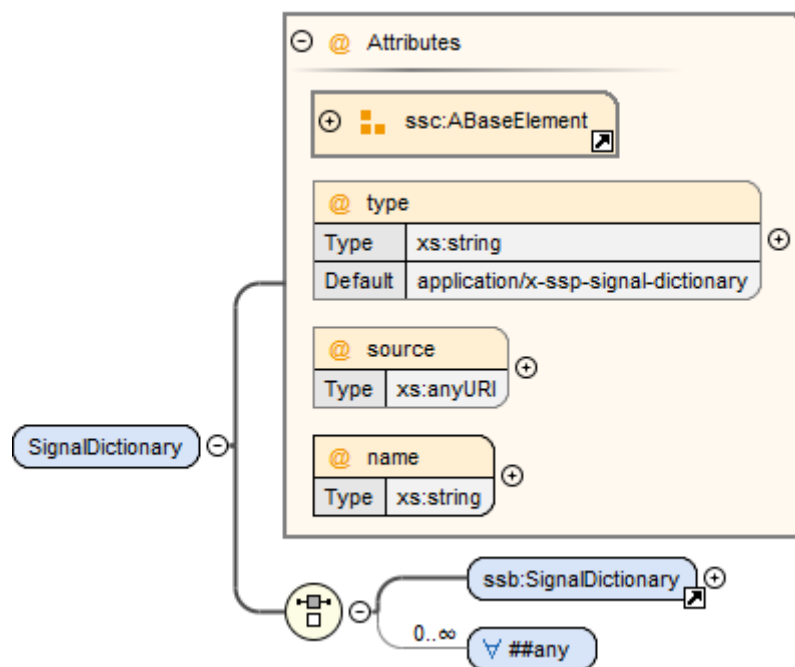 @ Attributes
ssc:ABaseElement
@ type
Type xs:string
Default application/x-ssp-signal-dictionary
@ source
Type xs:anyURI
SignalDictionary
@ name
Type xs:string
ssb:SignalDictionary
0..∞
∀ ##any